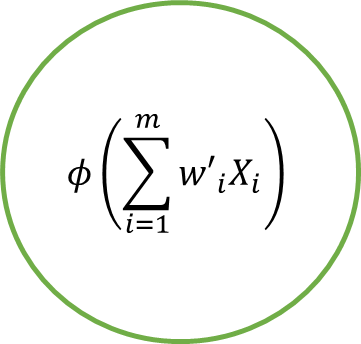 ϕ(∑_{i=1}^{m} w'_i X_i)